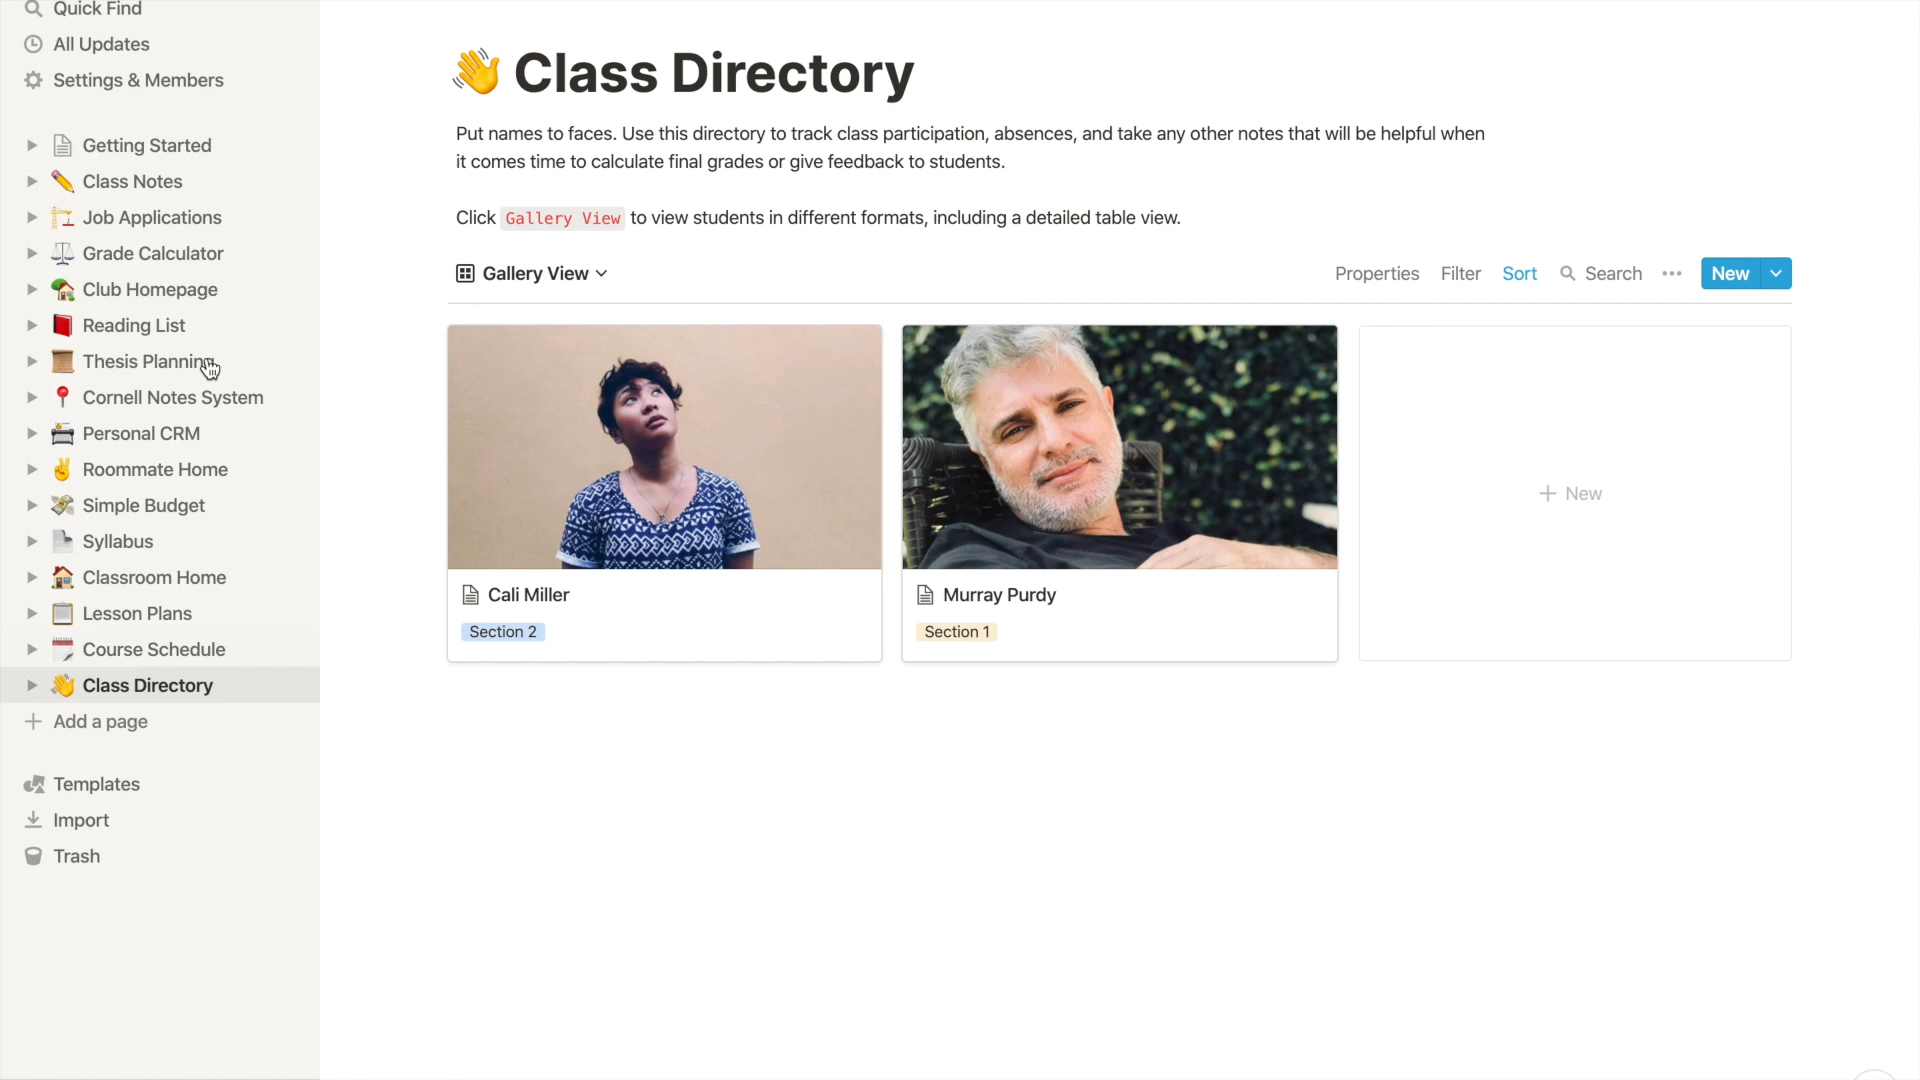 Quick Find
All Updates
Settings & Members
Getting Started
Class Notes
Job Applications
Grade Calculator
Club Homepage
Reading List
Thesis Planning
Cornell Notes System
Personal CRM
Roommate Home
Simple Budget
Syllabus
Classroom Home
Lesson Plans
Course Schedule
Class Directory
Add a page
Templates
Import
Trash
Class Directory
Put names to faces. Use this directory to track class participation, absences, and take any other notes that will be helpful when
it comes time to calculate final grades or give feedback to students.
Click Gallery View to view students in different formats, including a detailed table view.
Gallery View
Properties Filter Sort Search ••• New
Cali Miller
Section 2
Murray Purdy
Section 1
+ New